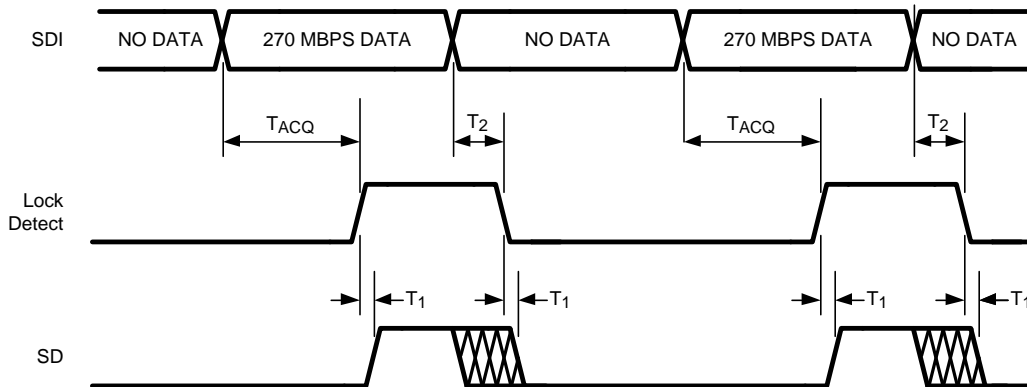 SDI NO DATA 270 MBPS DATA NO DATA 270 MBPS DATA NO DATA
TACQ T2 TACQ T2
Lock
Detect
T1 T1 T1 T1
SD